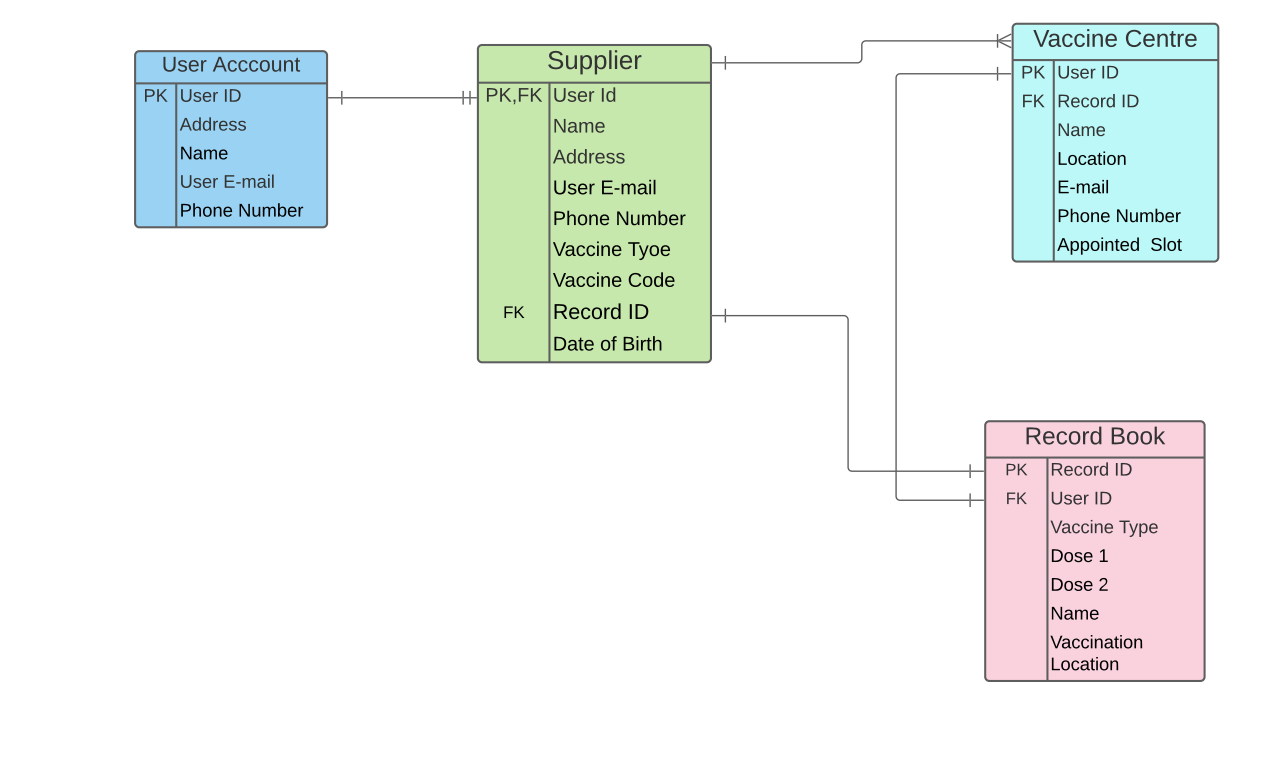 User Acccount
PK User ID
Address
Name
User E-mail
Phone Number
Supplier
PK,FK User Id
Name
Address
User E-mail
Phone Number
Vaccine Tyoe
Vaccine Code
FK Record ID
Date of Birth
Vaccine Centre
PK User ID
FK Record ID
Name
Location
E-mail
Phone Number
Appointed Slot
Record Book
PK Record ID
FK User ID
Vaccine Type
Dose 1
Dose 2
Name
Vaccination
Location